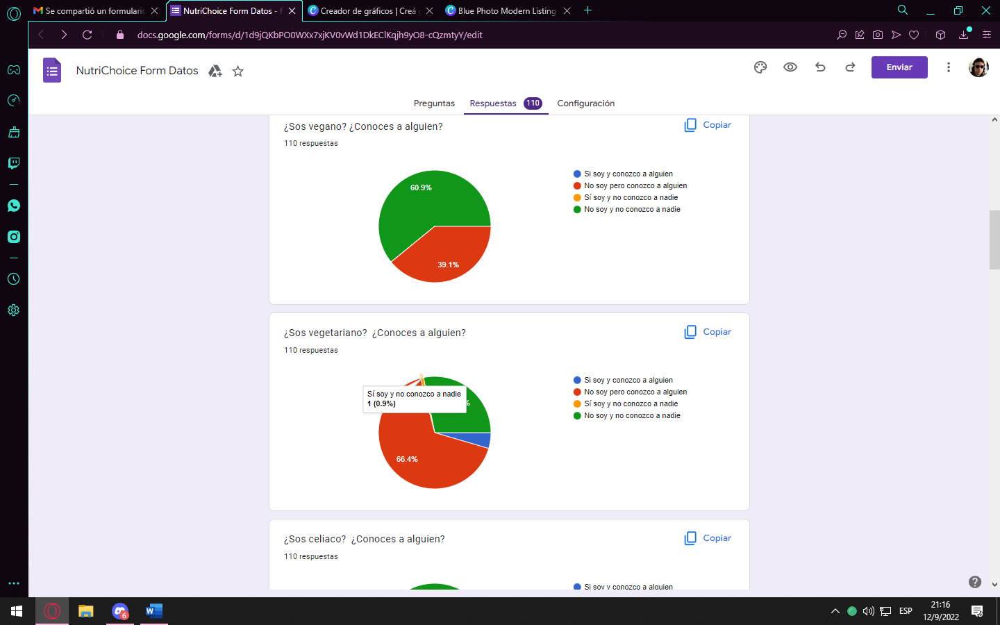 Se compartió un formulario
NutriChoice Form Datos - F
Creador de gráficos | Creá g
Blue Photo Modern Listing
docs.google.com/forms/d/1d9jQKbPO0WXx7xjKV0vWd1DkEClKqjh9yO8-cQzmtyY/edit
NutriChoice Form Datos
Enviar
Preguntas
Respuestas 110
Configuración
¿Sos vegano? ¿Conoces a alguien?
Copiar
110 respuestas
60.9%
39.1%
Si soy y conozco a alguien
No soy pero conozco a alguien
Sí soy y no conozco a nadie
No soy y no conozco a nadie
¿Sos vegetariano?  ¿Conoces a alguien?
Copiar
110 respuestas
Sí soy y no conozco a nadie
1 (0.9%)
%
66.4%
Si soy y conozco a alguien
No soy pero conozco a alguien
Sí soy y no conozco a nadie
No soy y no conozco a nadie
¿Sos celiaco?  ¿Conoces a alguien?
Copiar
110 respuestas
Si soy y conozco a alguien
6
W
ESP
21:16
12/9/2022